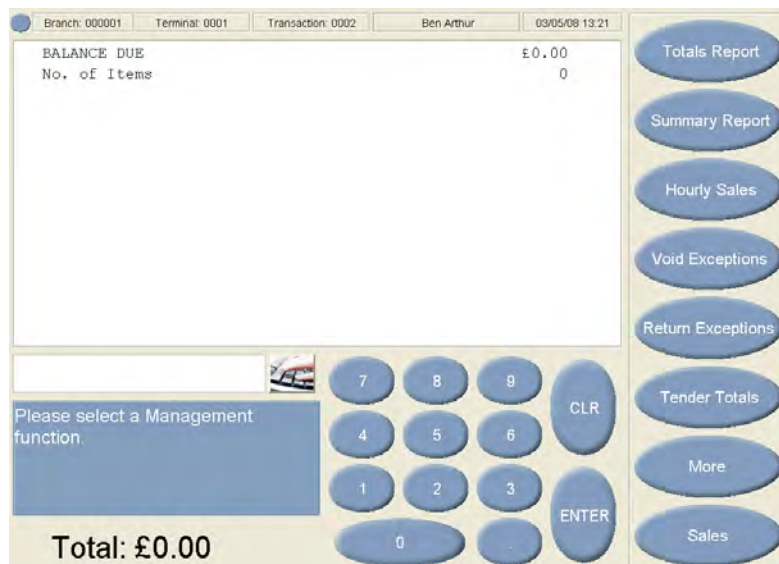 Branch: 000001 Terminal: 0001 Transaction: 0002 Ben Arthur 03/05/08 13:21
BALANCE DUE £0.00
No. of Items 0
Please select a Management
function.
Total: £0.00
7 8 9 CLR
4 5 6
1 2 3 ENTER
0 .
Totals Report
Summary Report
Hourly Sales
Void Exceptions
Return Exceptions
Tender Totals
More
Sales